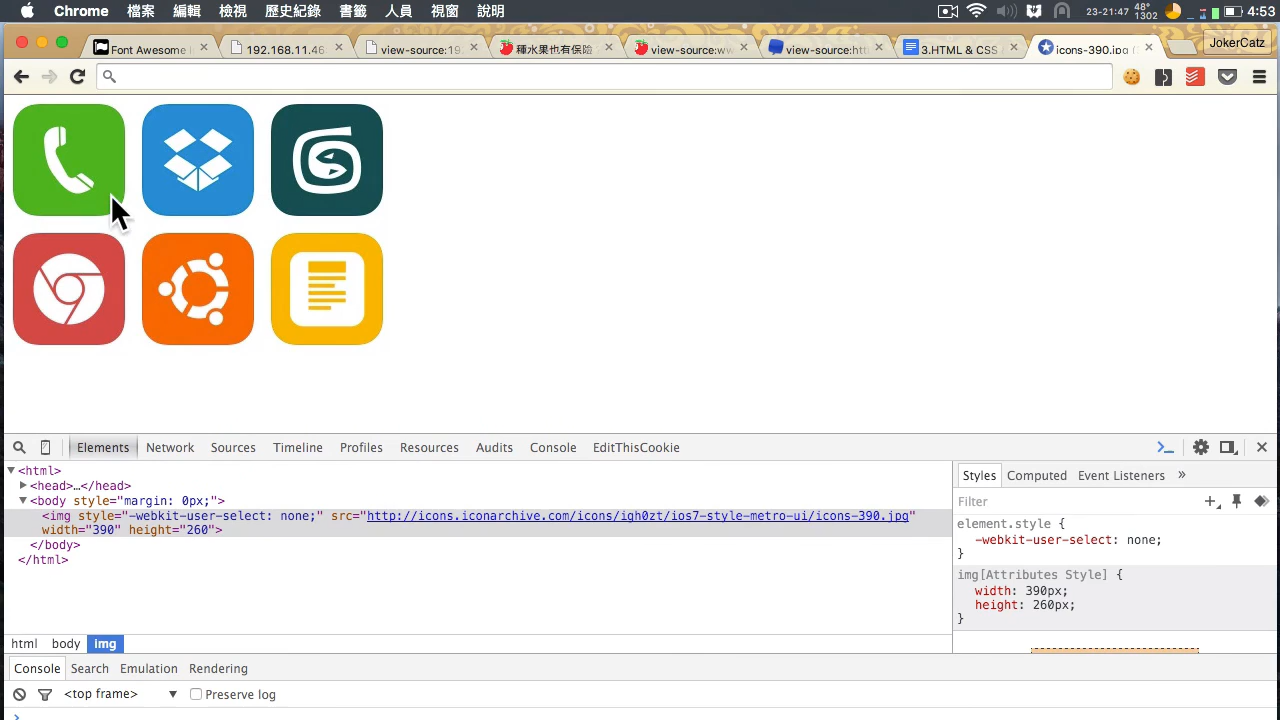 Chrome 檔案 編輯 檢視 歷史紀錄 書籤 人員 視窗 說明 23-21:47 48° 1302 4:53
Font Awesome 192.168.11.46 view-source:19 種水果也有保險 view-source:ww view-source:htt 3.HTML & CSS icons-390.jpg JokerCatz
Elements Network Sources Timeline Profiles Resources Audits Console EditThisCookie
<html>
<head>…</head>
<body style="margin: 0px;">
<img style="-webkit-user-select: none;" src="http://icons.iconarchive.com/icons/igh0zt/ios7-style-metro-ui/icons-390.jpg"
width="390" height="260">
</body>
</html>
Styles Computed Event Listeners »
Filter
element.style {
-webkit-user-select: none;
}
img[Attributes Style] {
width: 390px;
height: 260px;
}
html body img
Console Search Emulation Rendering
<top frame> ▼ Preserve log